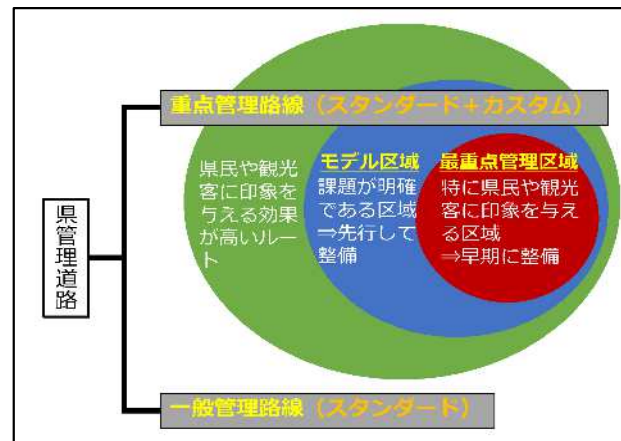 重点管理路線（スタンダード＋カスタム）
県民や観光
客に印象を
与える効果
が高いルー
ト
モデル区域
課題が明確
である区域
⇒先行して
整備
最重点管理区域
特に県民や観光
客に印象を与え
る区域
⇒早期に整備
県管理道路
一般管理路線（スタンダード）